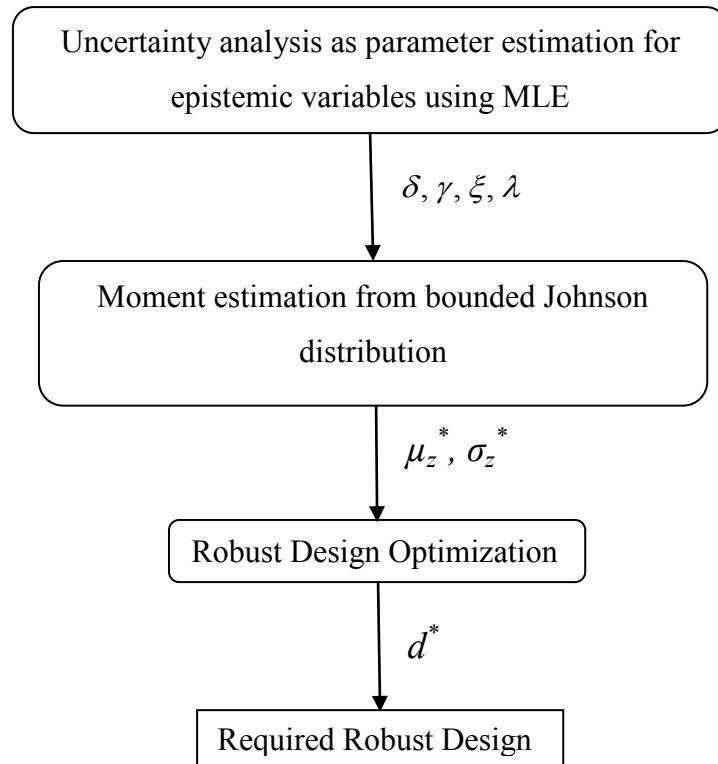 Uncertainty analysis as parameter estimation for
epistemic variables using MLE
δ, γ, ξ, λ
Moment estimation from bounded Johnson
distribution
μz*, σz*
Robust Design Optimization
d*
Required Robust Design